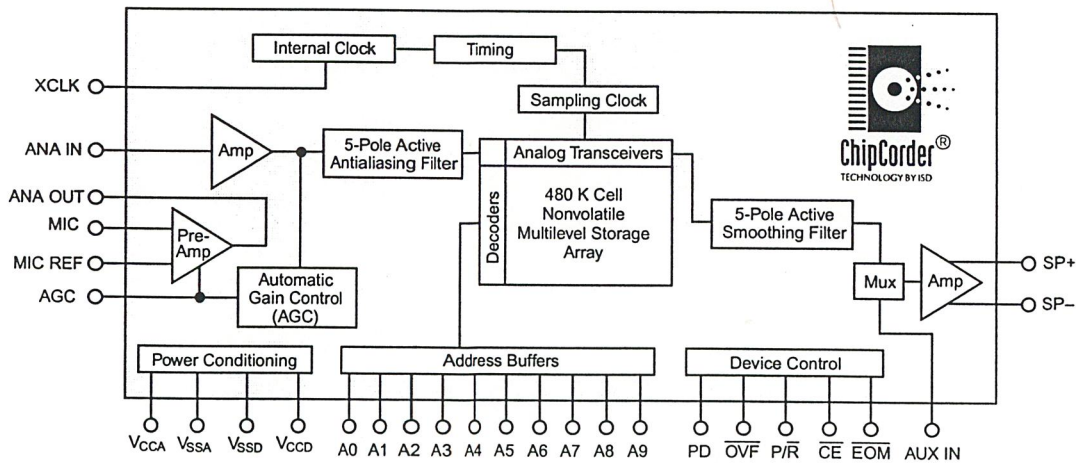 Internal Clock
Timing
XCLK
Sampling Clock
ChipCorder®
TECHNOLOGY BY ISD
ANA IN
Amp
5-Pole Active
Antialiasing Filter
Analog Transceivers
Decoders
480 K Cell
Nonvolatile
Multilevel Storage
Array
ANA OUT
MIC
Pre-
Amp
MIC REF
AGC
Automatic
Gain Control
(AGC)
5-Pole Active
Smoothing Filter
Mux
Amp
SP+
SP–
Power Conditioning
Address Buffers
Device Control
VCCA
VSSA
VSSD
VCCD
A0
A1
A2
A3
A4
A5
A6
A7
A8
A9
PD
O̅V̅F̅
P/R̅
C̅E̅
E̅O̅M̅
AUX IN